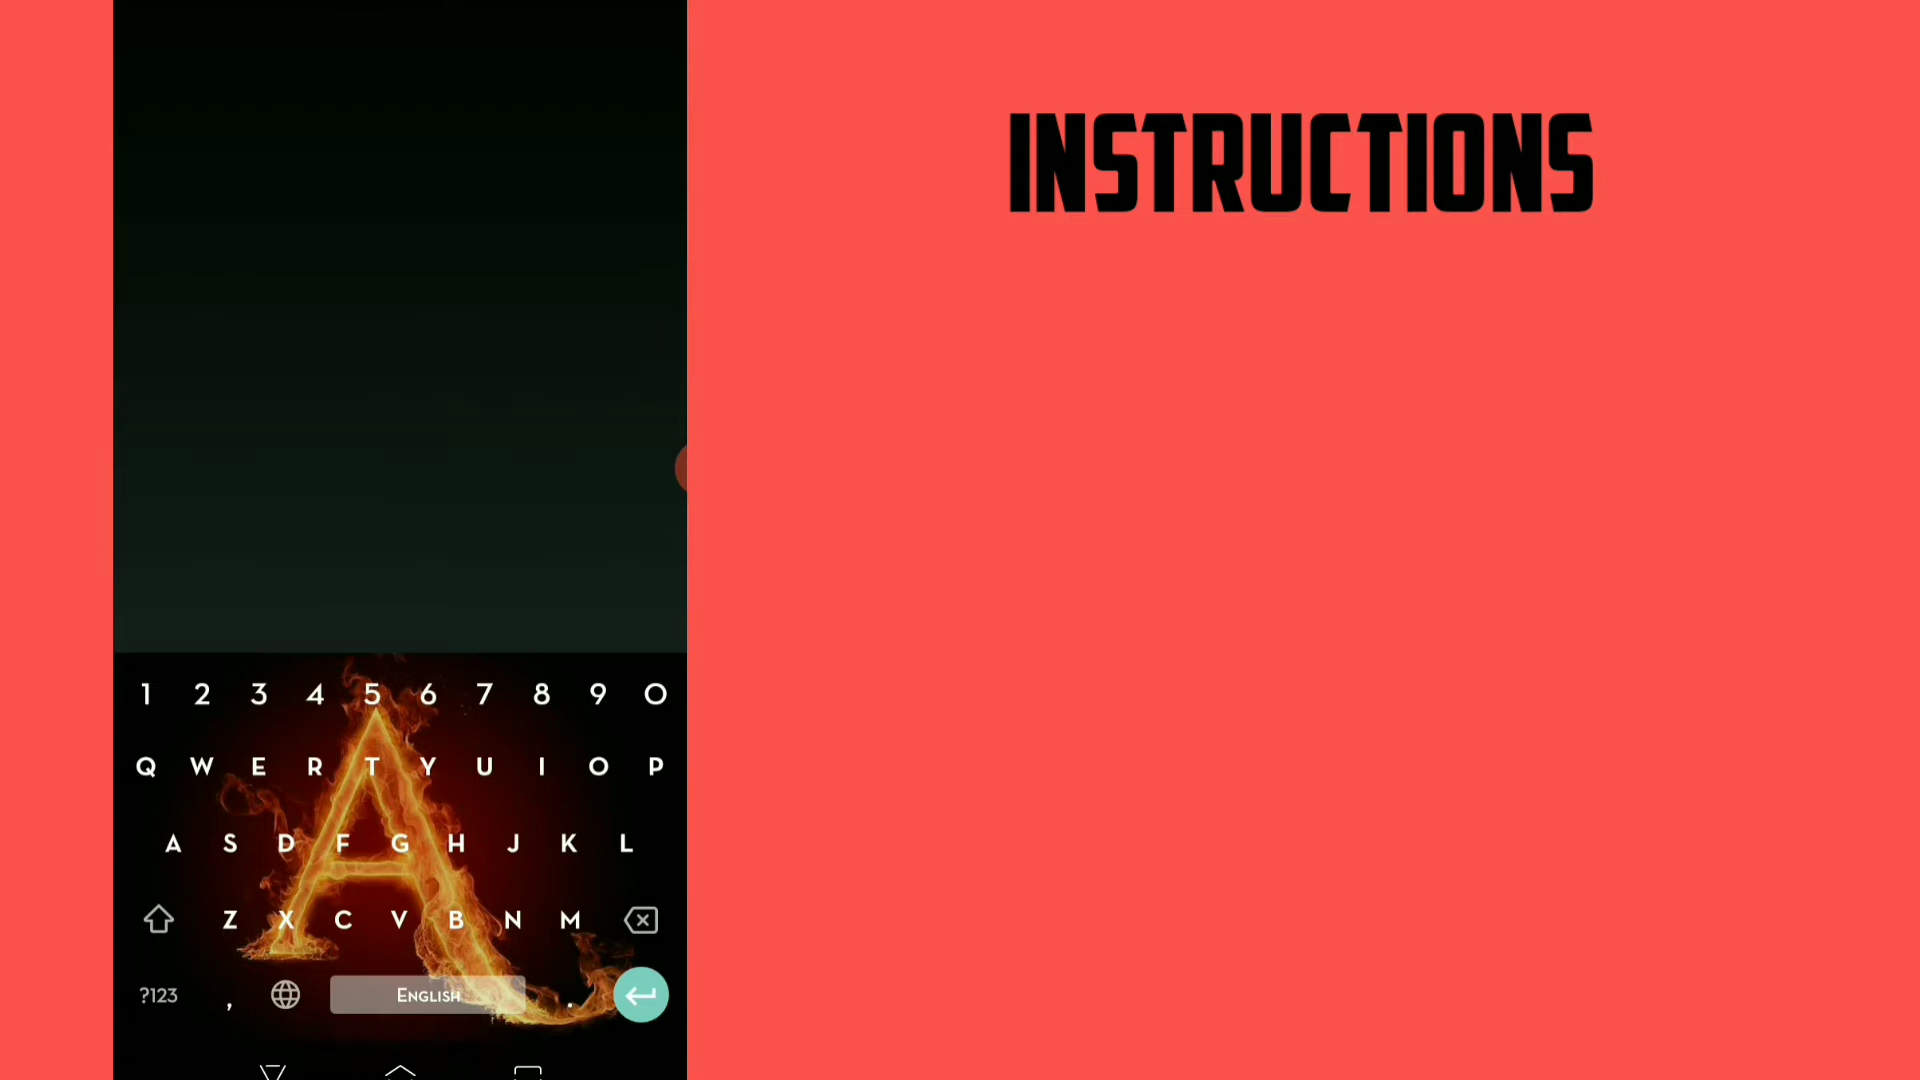 INSTRUCTIONS
1 2 3 4 5 6 7 8 9 0
Q W E R T Y U I O P
A S D F G H J K L
Z X C V B N M
?123 , English .